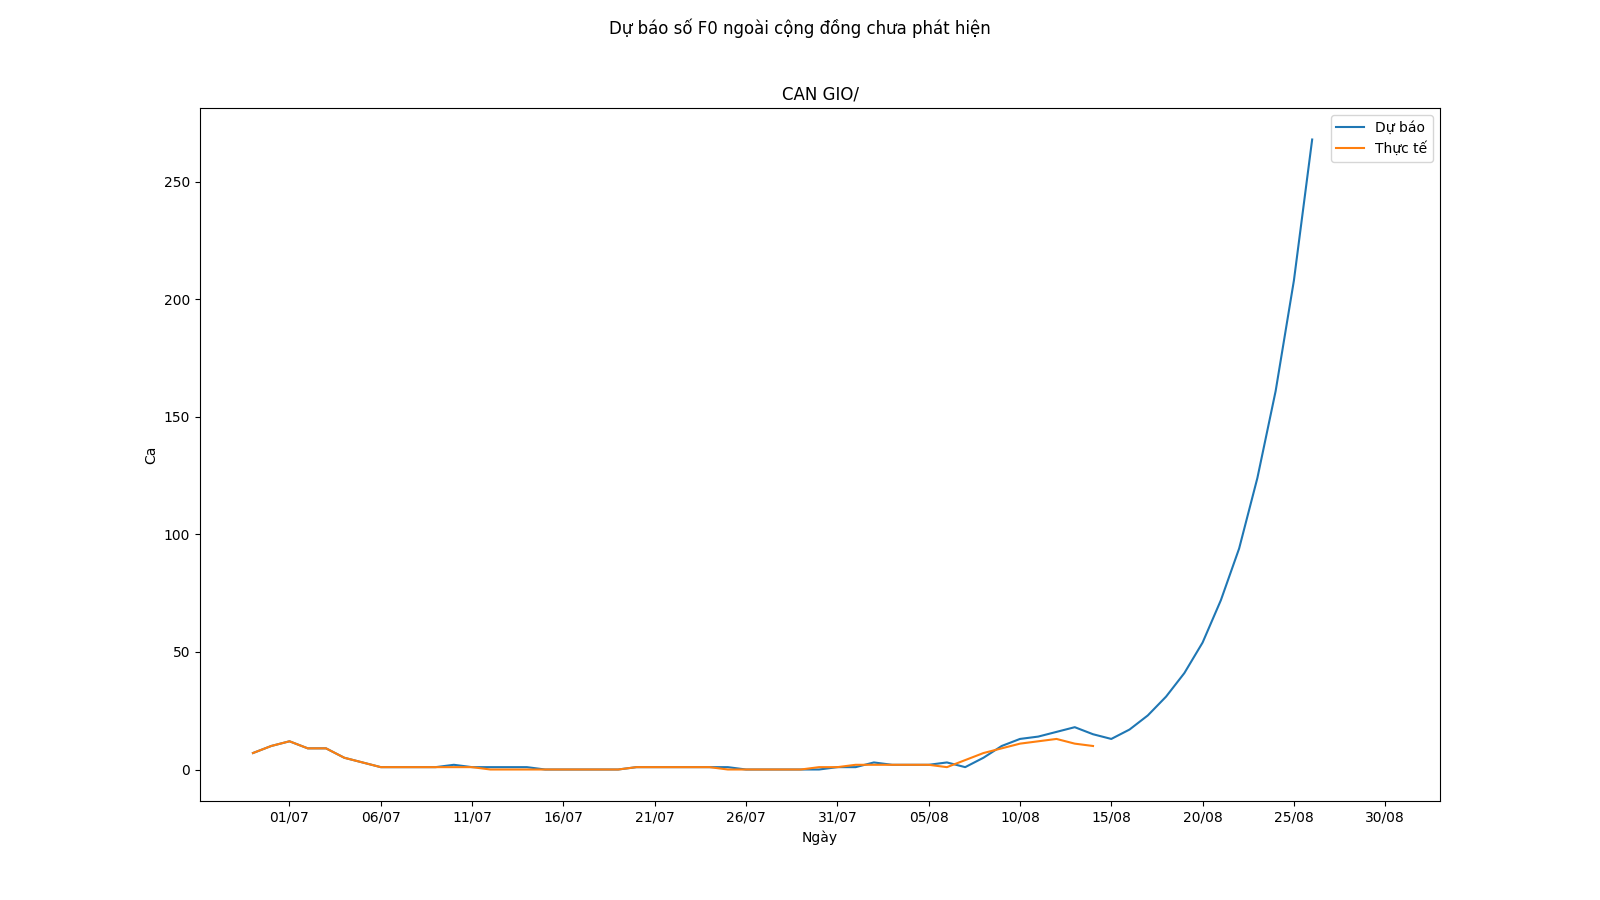 Dự báo số F0 ngoài cộng đồng chưa phát hiện
CAN GIO/
Dự báo
Thực tế
250
200
150
100
50
0
Ca
01/07 06/07 11/07 16/07 21/07 26/07 31/07 05/08 10/08 15/08 20/08 25/08 30/08
Ngày